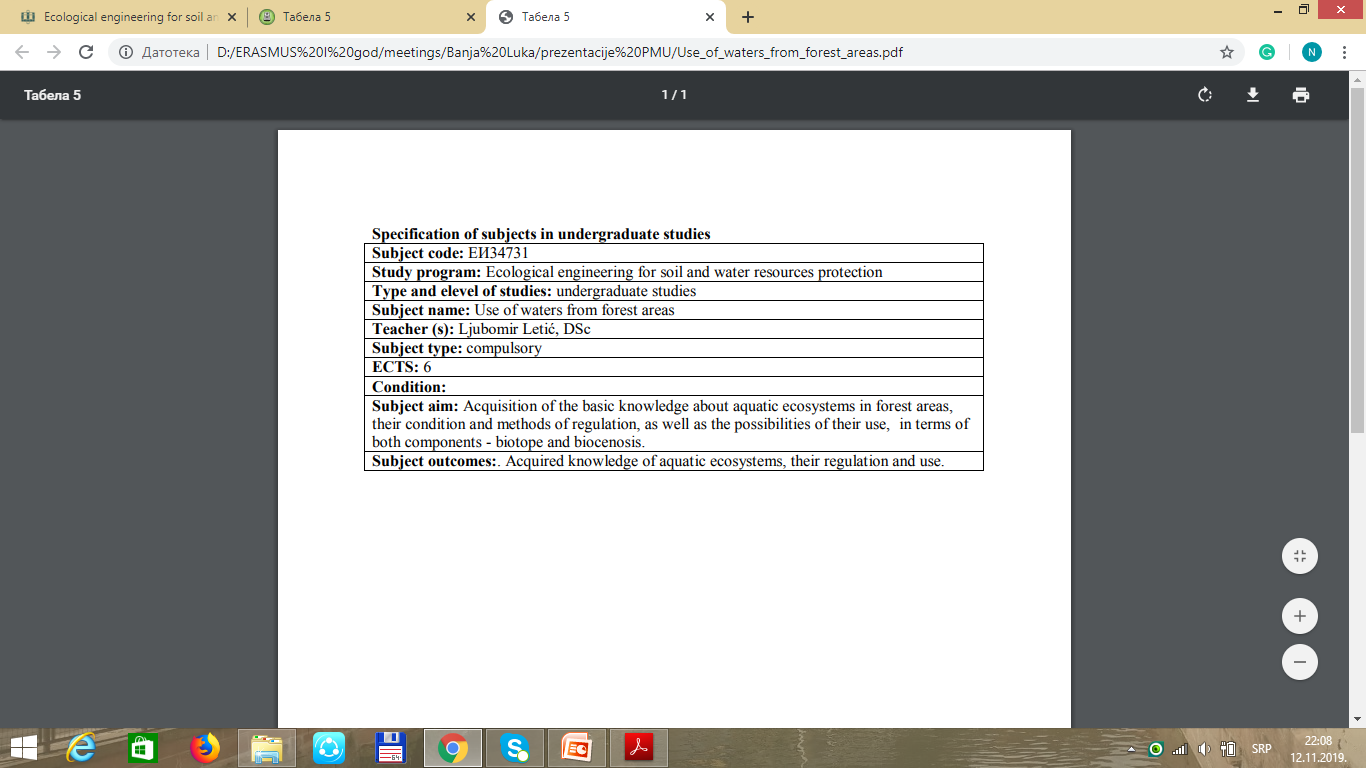 Ecological engineering for soil an
Табела 5
Табела 5
Датотека
D:/ERASMUS%20I%20god/meetings/Banja%20Luka/prezentacije%20PMU/Use_of_waters_from_forest_areas.pdf
N
Табела 5
1 / 1
Specification of subjects in undergraduate studies
Subject code: ЕИ34731
Study program: Ecological engineering for soil and water resources protection
Type and elevel of studies: undergraduate studies
Subject name: Use of waters from forest areas
Teacher (s): Ljubomir Letić, DSc
Subject type: compulsory
ECTS: 6
Condition:
Subject aim: Acquisition of the basic knowledge about aquatic ecosystems in forest areas,
their condition and methods of regulation, as well as the possibilities of their use, in terms of
both components - biotope and biocenosis.
Subject outcomes:. Acquired knowledge of aquatic ecosystems, their regulation and use.
64
SRP
22:08
12.11.2019.